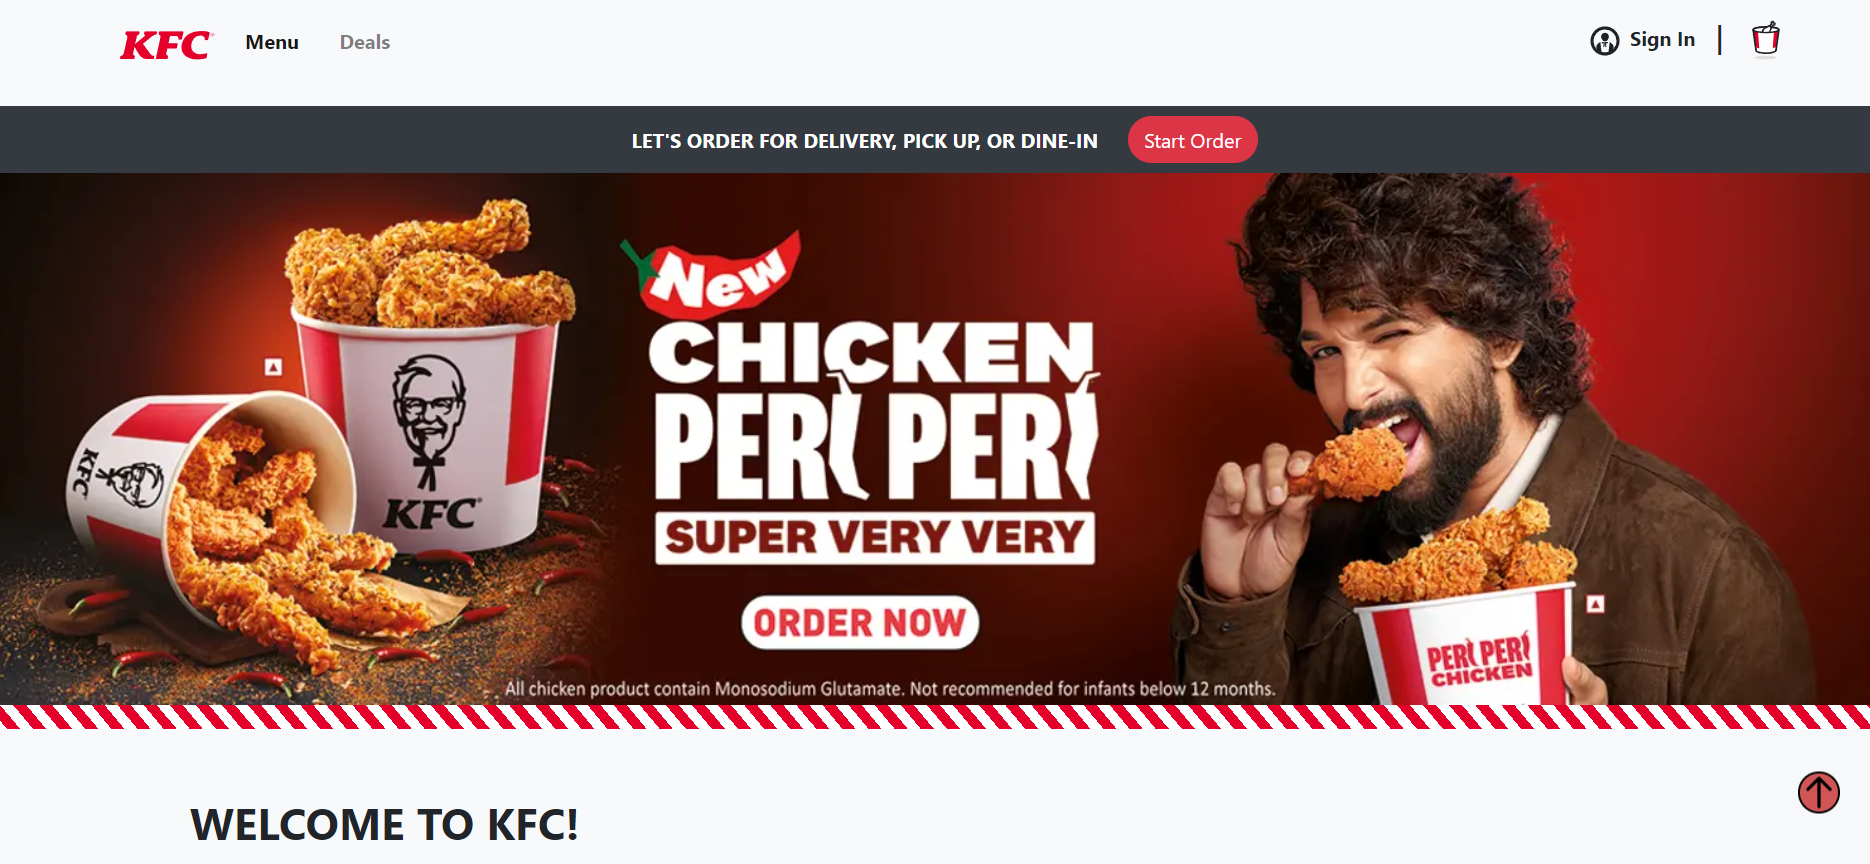 KFC
Menu
Deals
Sign In
LET'S ORDER FOR DELIVERY, PICK UP, OR DINE-IN
Start Order
New
CHICKEN
PERI PERI
SUPER VERY VERY
ORDER NOW
KFC
KFC
PERI PERI
CHICKEN
All chicken product contain Monosodium Glutamate. Not recommended for infants below 12 months.
WELCOME TO KFC!